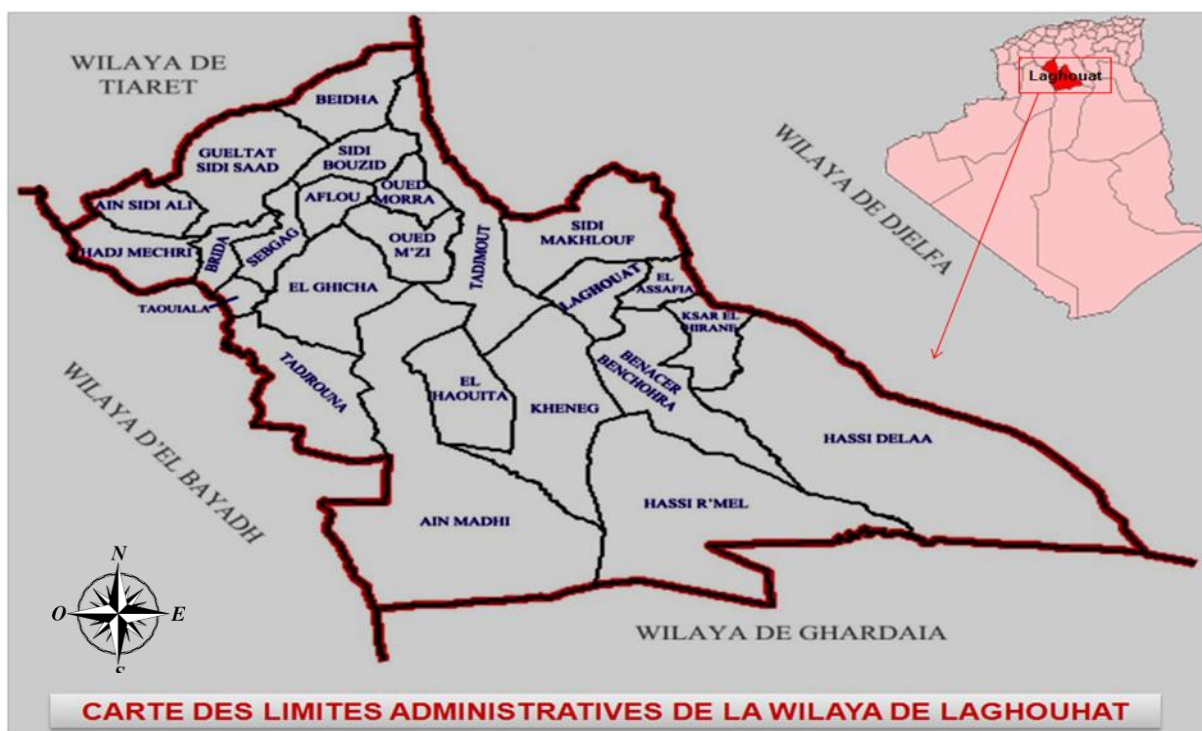 WILAYA DE
TIARET
BEIDHA
GUELTAT
SIDI SAAD
SIDI
BOUZID
AIN SIDI ALI
AFLOU
OUED
MORRA
HADJ MECHRI
BRIDA
SEBGAG
OUED
M'ZI
TADJMOUT
SIDI
MAKHLOUF
EL GHICHA
LAGHOUAT
EL
ASSAFIA
TAOUIALA
KSAR EL
HIRANE
TADJROUNA
EL
HAOUITA
KHENEG
BENACER
BENCHOHRA
HASSI DELAA
AIN MADHI
HASSI R'MEL
WILAYA D'EL BAYADH
WILAYA DE DJELFA
Laghouat
WILAYA DE GHARDAIA
N
O
E
S
CARTE DES LIMITES ADMINISTRATIVES DE LA WILAYA DE LAGHOUHAT